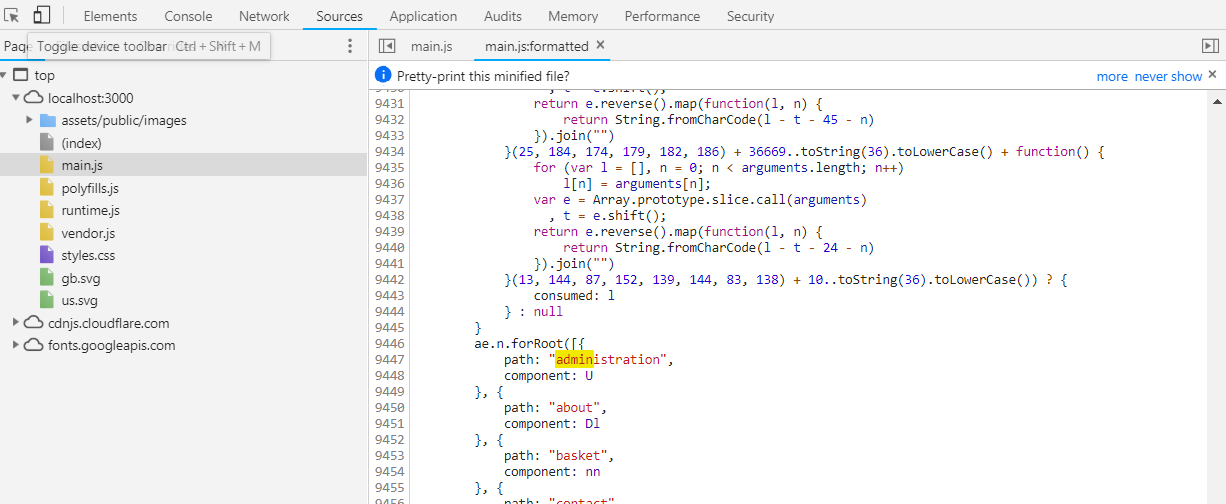 Elements Console Network Sources Application Audits Memory Performance Security
Page
Toggle device toolbar Ctrl + Shift + M
main.js main.js:formatted ×
Pretty-print this minified file? more never show ×
top
localhost:3000
assets/public/images
(index)
main.js
polyfills.js
runtime.js
vendor.js
styles.css
gb.svg
us.svg
cdnjs.cloudflare.com
fonts.googleapis.com
9430 , t = e.shift();
9431 return e.reverse().map(function(l, n) {
9432 return String.fromCharCode(l - t - 45 - n)
9433 }).join("")
9434 }(25, 184, 174, 179, 182, 186) + 36669..toString(36).toLowerCase() + function() {
9435 for (var l = [], n = 0; n < arguments.length; n++)
9436 l[n] = arguments[n];
9437 var e = Array.prototype.slice.call(arguments)
9438 , t = e.shift();
9439 return e.reverse().map(function(l, n) {
9440 return String.fromCharCode(l - t - 24 - n)
9441 }).join("")
9442 }(13, 144, 87, 152, 139, 144, 83, 138) + 10..toString(36).toLowerCase()) ? {
9443 consumed: l
9444 } : null
9445 }
9446 ae.n.forRoot([{
9447 path: "administration",
9448 component: U
9449 }, {
9450 path: "about",
9451 component: Dl
9452 }, {
9453 path: "basket",
9454 component: nn
9455 }, {
9456 path: "contact"